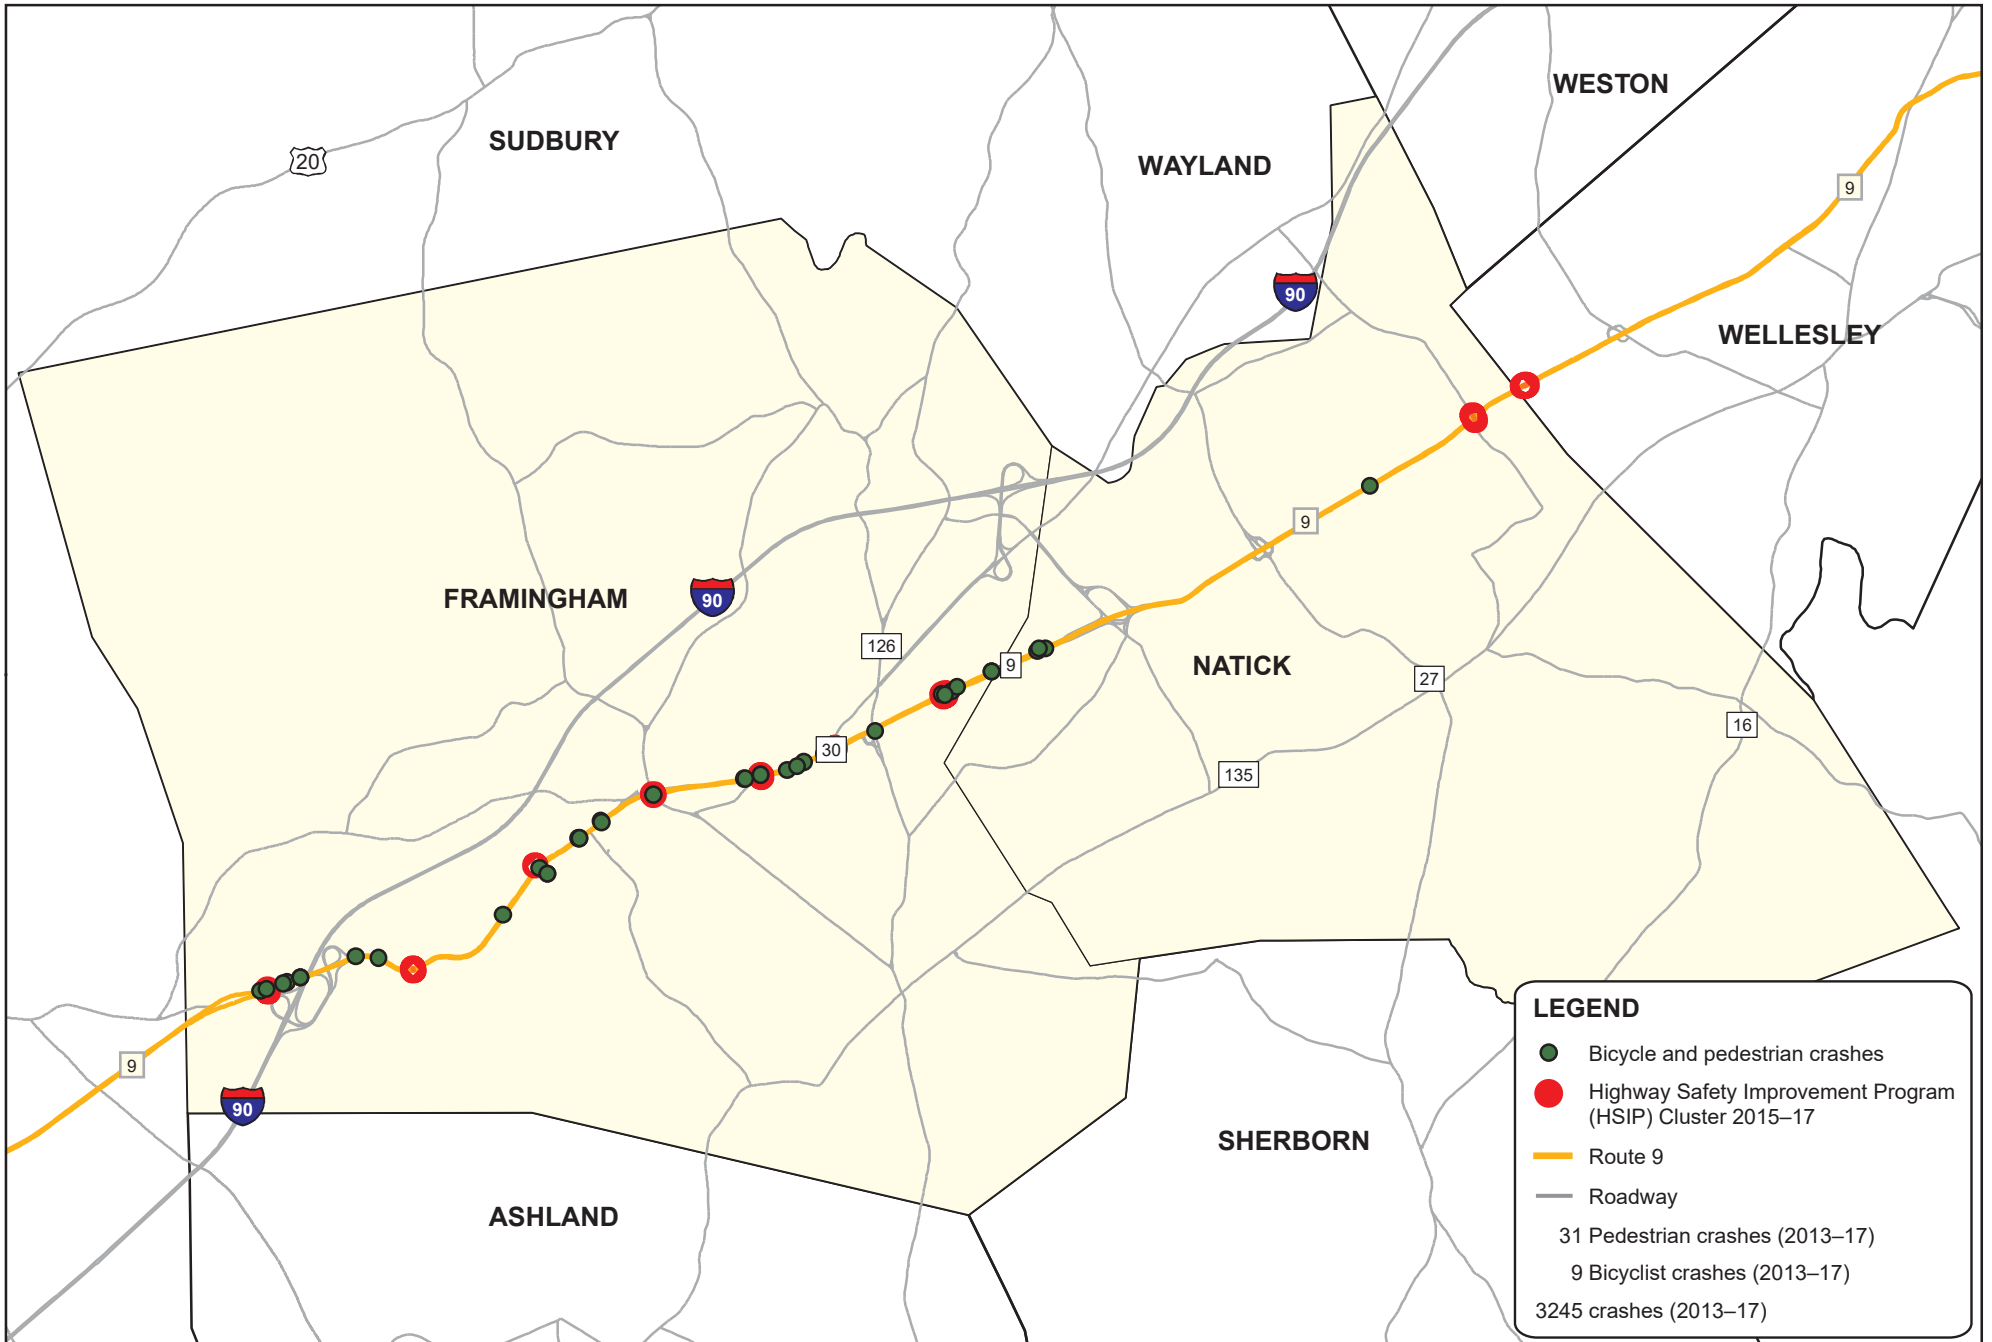 WESTON
SUDBURY
WAYLAND
20
9
90
WELLESLEY
9
FRAMINGHAM
90
126
9
NATICK
27
16
30
135
9
90
LEGEND
Bicycle and pedestrian crashes
Highway Safety Improvement Program
(HSIP) Cluster 2015–17
Route 9
Roadway
31 Pedestrian crashes (2013–17)
9 Bicyclist crashes (2013–17)
3245 crashes (2013–17)
SHERBORN
ASHLAND